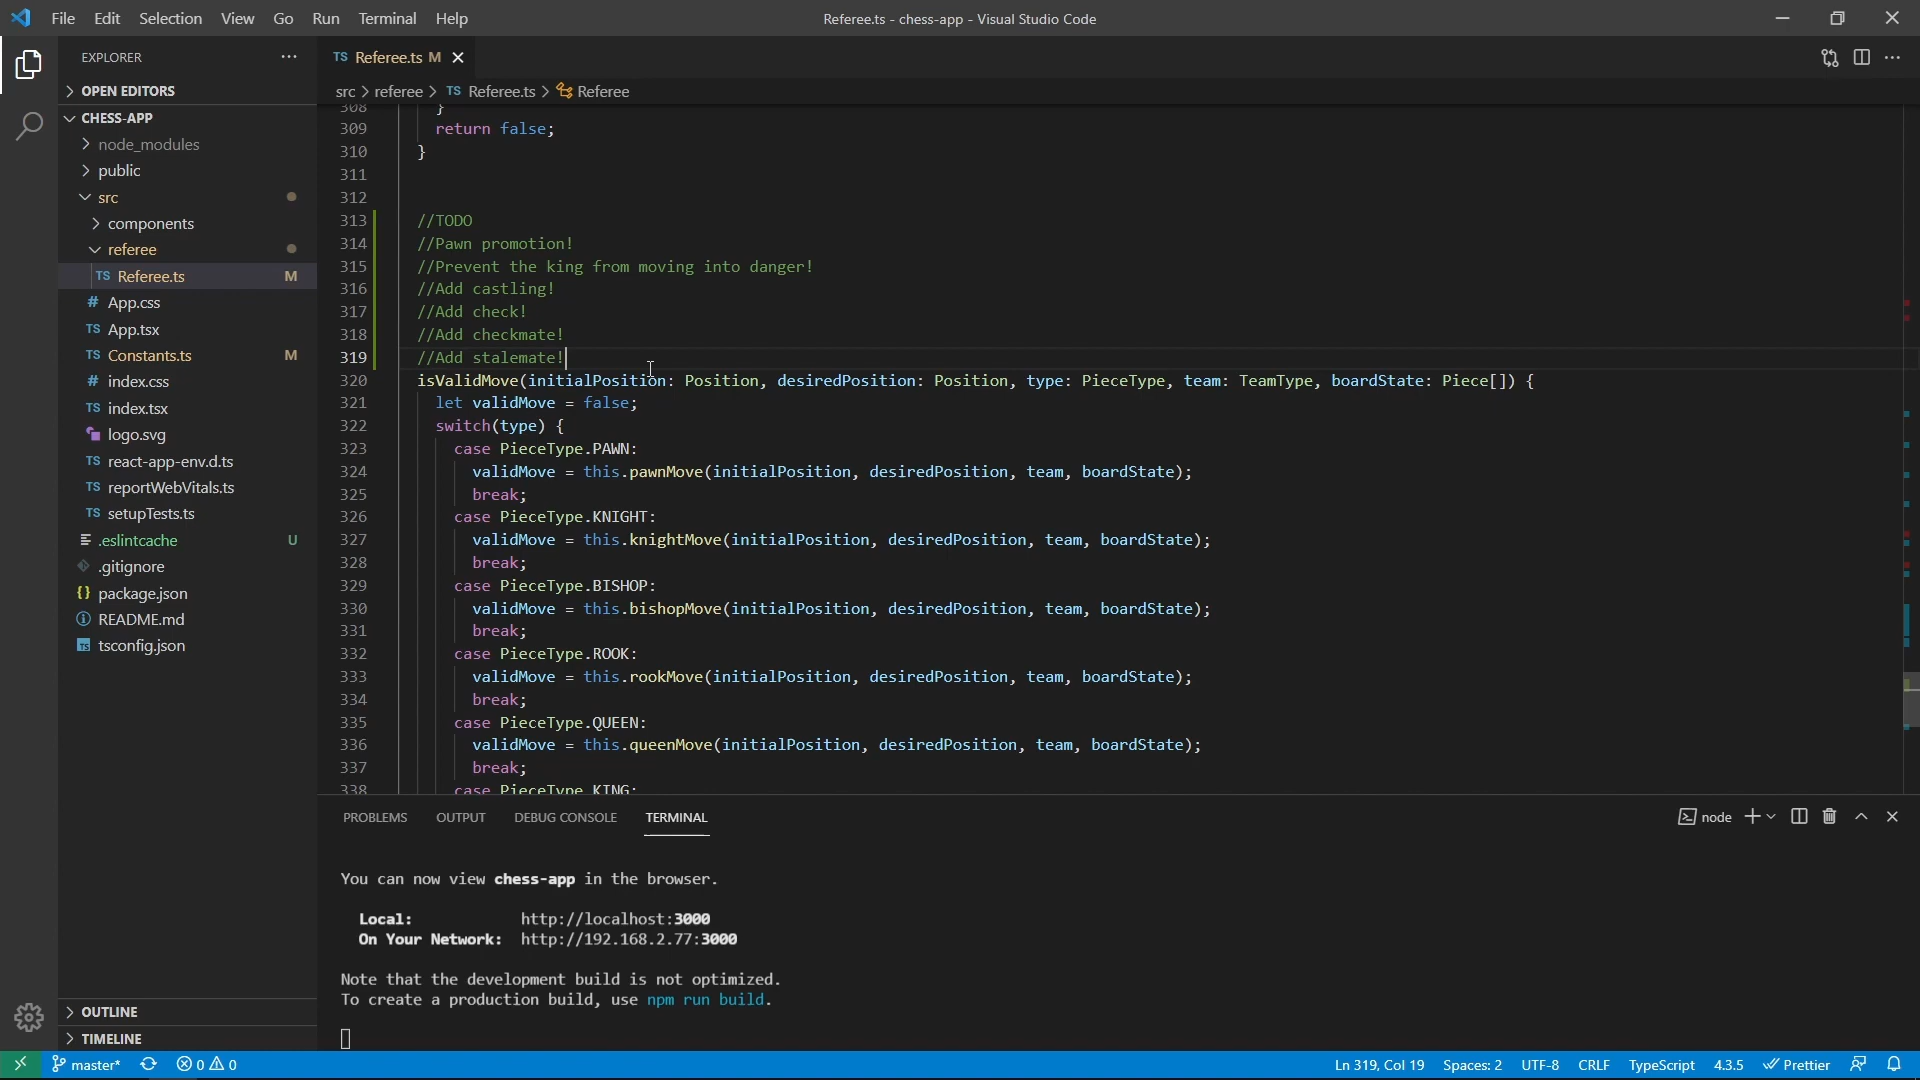 File Edit Selection View Go Run Terminal Help
Referee.ts - chess-app - Visual Studio Code
EXPLORER
OPEN EDITORS
CHESS-APP
node_modules
public
src
components
referee
TS Referee.ts M
# App.css
TS App.tsx
TS Constants.ts M
# index.css
TS index.tsx
logo.svg
TS react-app-env.d.ts
TS reportWebVitals.ts
TS setupTests.ts
.eslintcache U
.gitignore
{} package.json
README.md
tsconfig.json
OUTLINE
TIMELINE
TS Referee.ts M
src > referee > TS Referee.ts > Referee
308 }
309 return false;
310 }
311
312
313 //TODO
314 //Pawn promotion!
315 //Prevent the king from moving into danger!
316 //Add castling!
317 //Add check!
318 //Add checkmate!
319 //Add stalemate!
320 isValidMove(initialPosition: Position, desiredPosition: Position, type: PieceType, team: TeamType, boardState: Piece[]) {
321 let validMove = false;
322 switch(type) {
323 case PieceType.PAWN:
324 validMove = this.pawnMove(initialPosition, desiredPosition, team, boardState);
325 break;
326 case PieceType.KNIGHT:
327 validMove = this.knightMove(initialPosition, desiredPosition, team, boardState);
328 break;
329 case PieceType.BISHOP:
330 validMove = this.bishopMove(initialPosition, desiredPosition, team, boardState);
331 break;
332 case PieceType.ROOK:
333 validMove = this.rookMove(initialPosition, desiredPosition, team, boardState);
334 break;
335 case PieceType.QUEEN:
336 validMove = this.queenMove(initialPosition, desiredPosition, team, boardState);
337 break;
338 case PieceType.KING:
PROBLEMS OUTPUT DEBUG CONSOLE TERMINAL
node
You can now view chess-app in the browser.
Local: http://localhost:3000
On Your Network: http://192.168.2.77:3000
Note that the development build is not optimized.
To create a production build, use npm run build.
master* 0 0
Ln 319, Col 19 Spaces: 2 UTF-8 CRLF TypeScript 4.3.5 Prettier